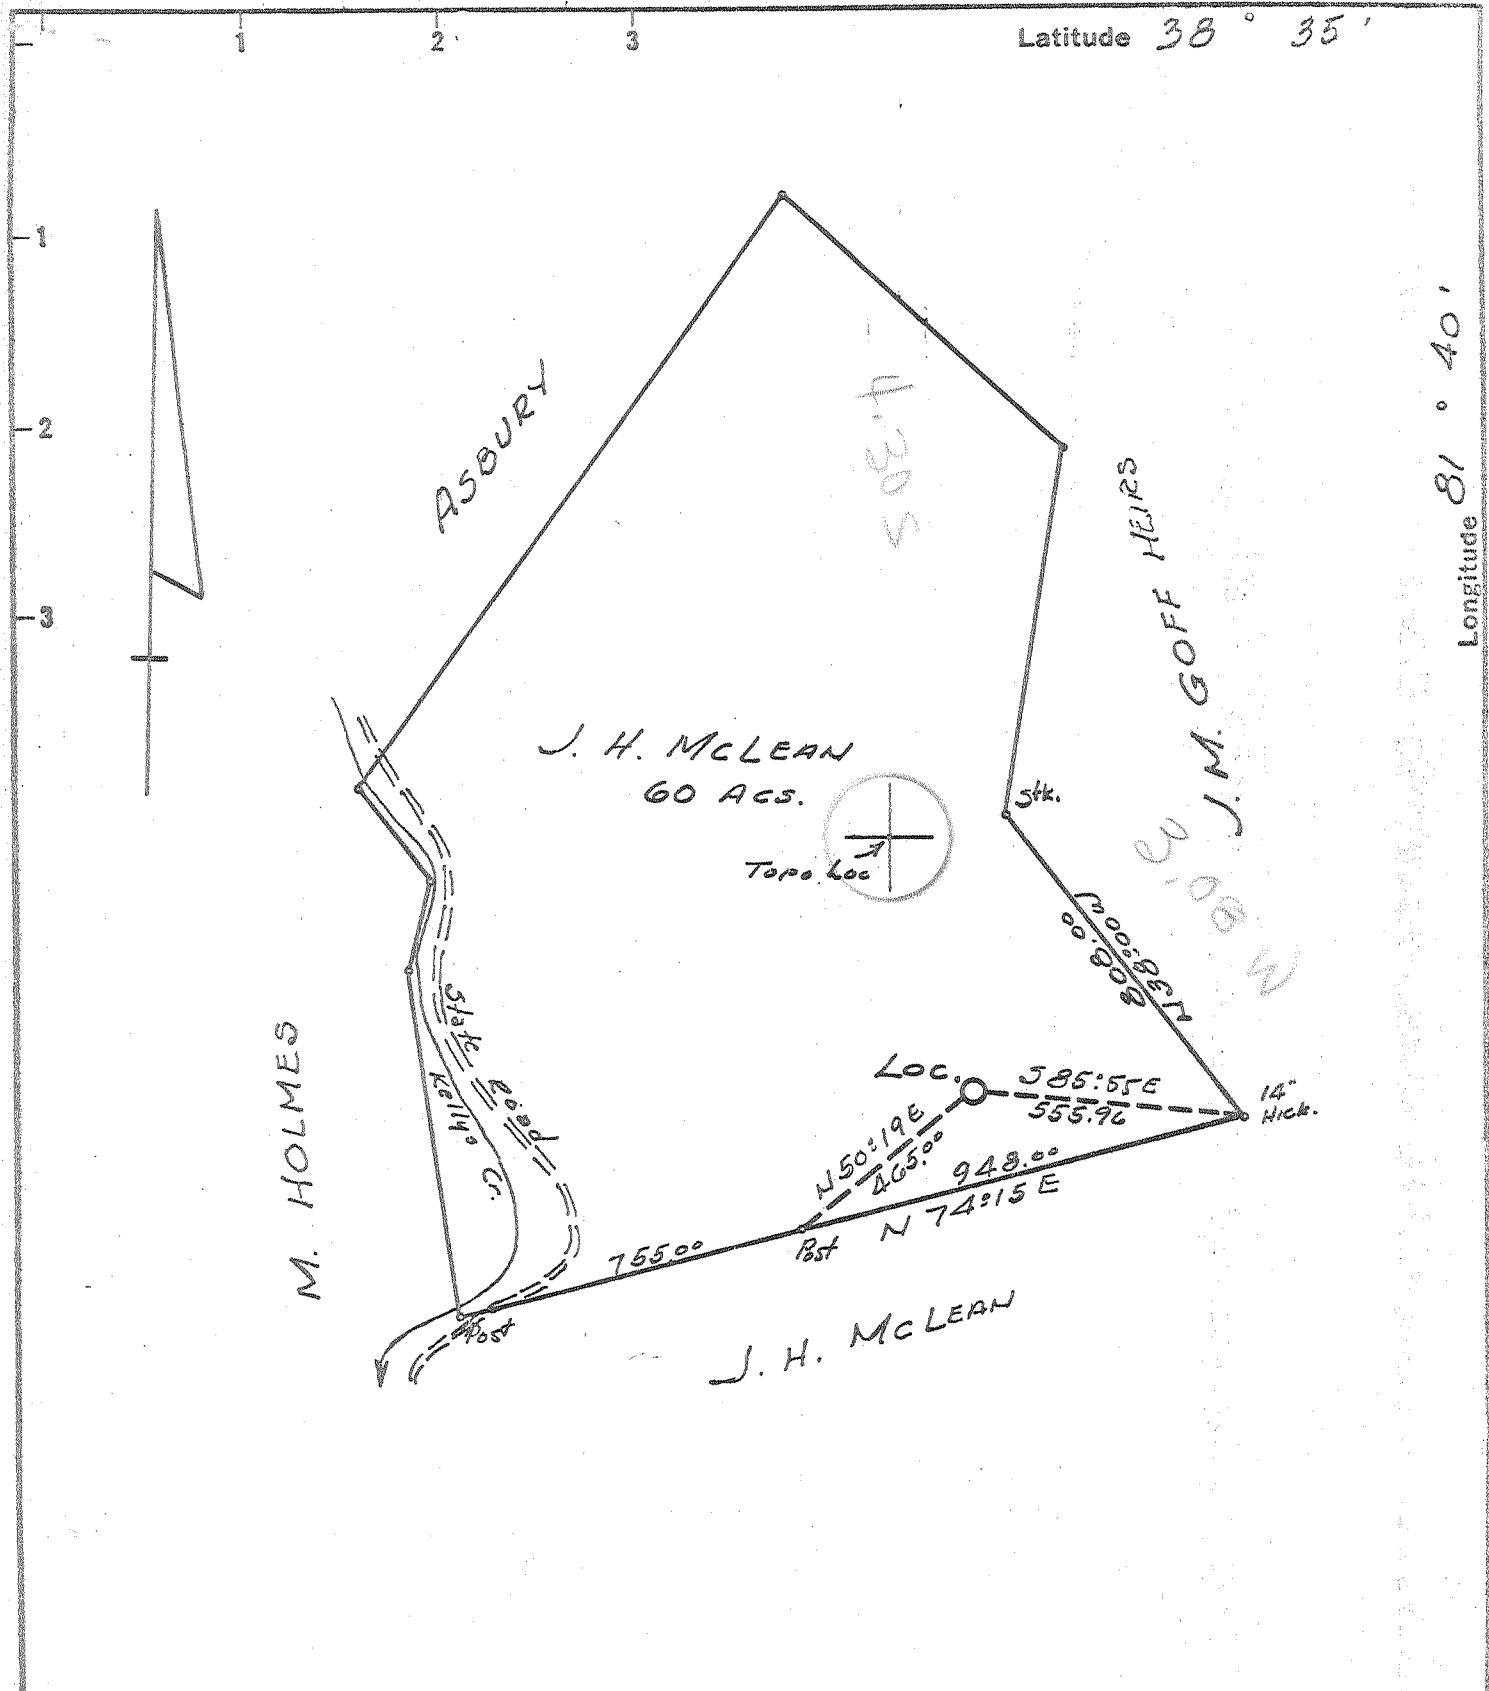 1 2 3 Latitude 38° 35'
1
2
3
Longitude 81° 40'
ASBURY
4.30 S
J. M. GOFF HEIRS
J. H. McLEAN
60 Acs.
Stk.
Topo. Loc
N 38:00 W
808.00
M. HOLMES
State Road
Kelly's Cr.
Loc.
S 85:55 E
555.96
14" Hick.
N 50:19 E
465.00
948.00
N 74:15 E
755.00
Post
Post
J. H. McLEAN